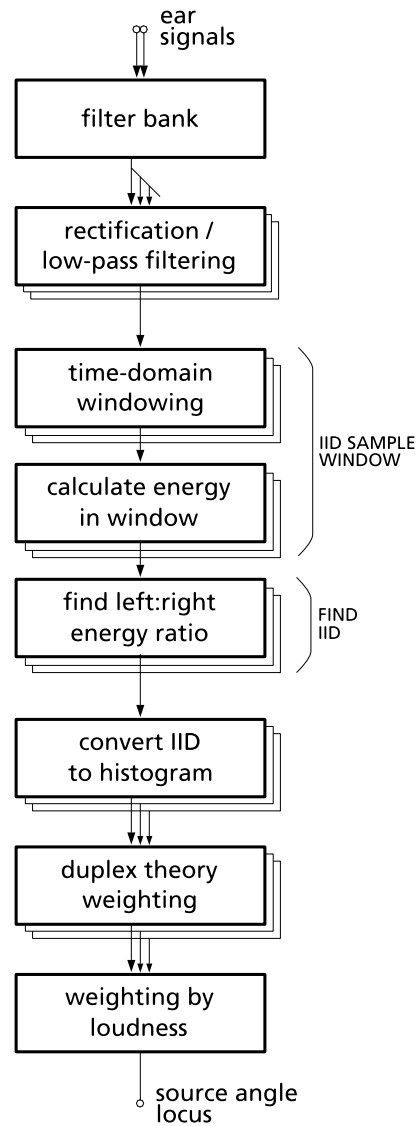 ear
signals
filter bank
rectification /
low-pass filtering
time-domain
windowing
IID SAMPLE
WINDOW
calculate energy
in window
find left:right
energy ratio
FIND
IID
convert IID
to histogram
duplex theory
weighting
weighting by
loudness
source angle
locus